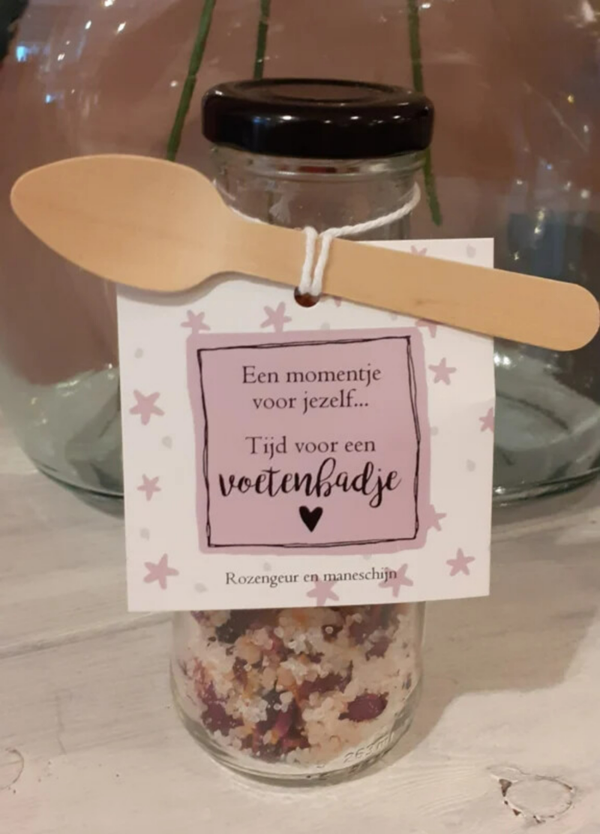 Een momentje
voor jezelf...
Tijd voor een
voetenbadje
Rozengeur en maneschijn